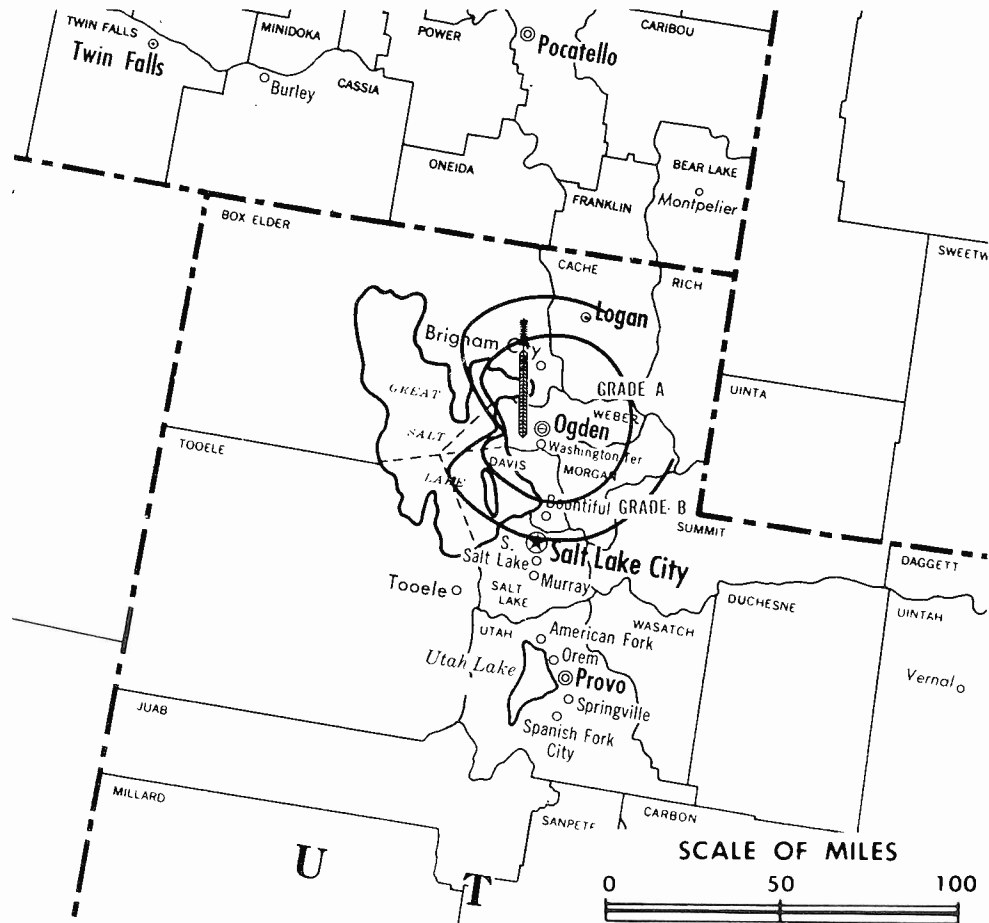 TWIN FALLS
Twin Falls
MINIDOKA
Burley
CASSIA
POWER
Pocatello
CARIBOU
ONEIDA
BEAR LAKE
Montpelier
FRANKLIN
BOX ELDER
CACHE
RICH
SWEETW
Logan
Brigham City
GREAT
SALT
LAKE
GRADE A
WEBER
UINTA
Ogden
Washington Ter
TOOELE
DAVIS
MORGAN
Bountiful
GRADE B
SUMMIT
S.
Salt Lake
Salt Lake City
Murray
Tooele
SALT
LAKE
DAGGETT
DUCHESNE
UINTAH
WASATCH
UTAH
American Fork
Utah Lake
Orem
Provo
Springville
Spanish Fork
City
Vernal
JUAB
MILLARD
SANPETE
CARBON
U
T
SCALE OF MILES
0 50 100